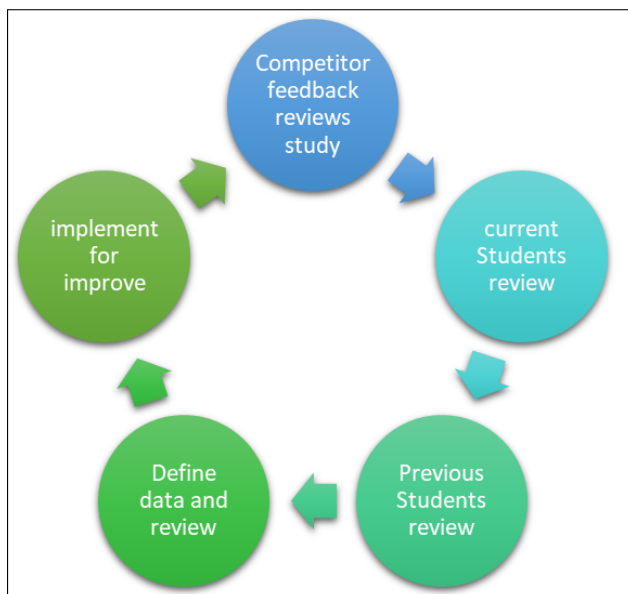 Competitor
feedback
reviews
study
current
Students
review
Previous
Students
review
Define
data and
review
implement
for
improve